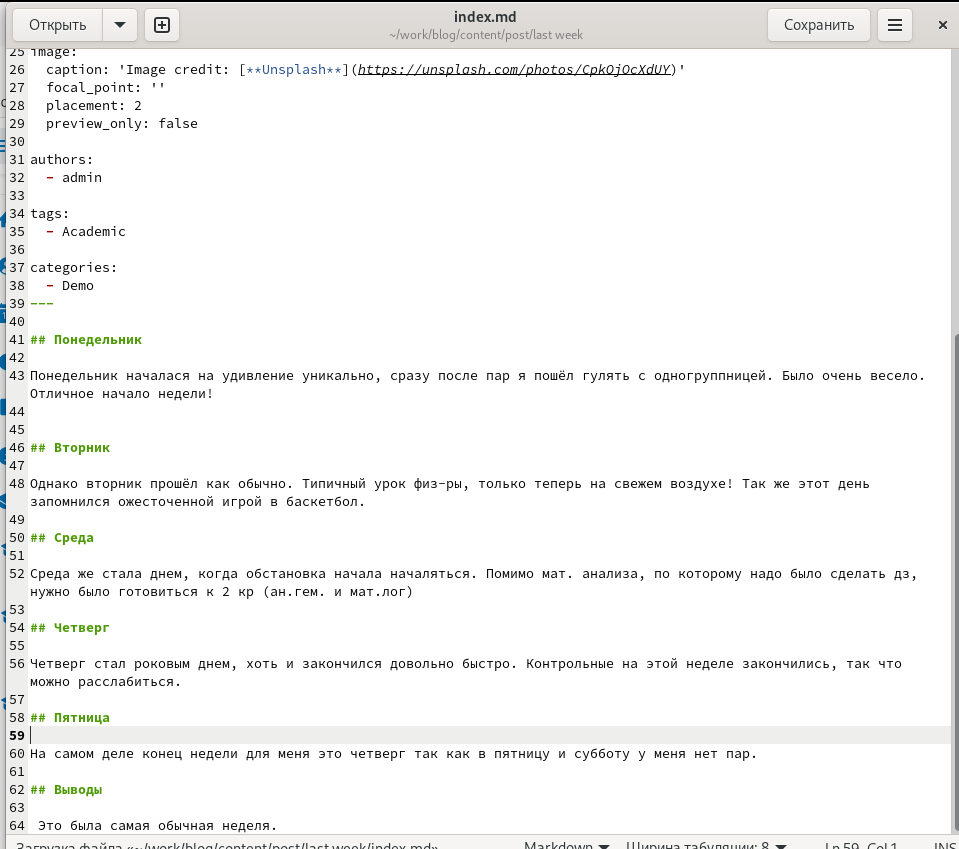 Открыть
index.md
~/work/blog/content/post/last week
Сохранить
25 image:
26 caption: 'Image credit: [**Unsplash**](https://unsplash.com/photos/CpkOjOcXdUY)'
27 focal_point: ''
28 placement: 2
29 preview_only: false
30
31 authors:
32 - admin
33
34 tags:
35 - Academic
36
37 categories:
38 - Demo
39 ---
40
41 ## Понедельник
42
43 Понедельник началася на удивление уникально, сразу после пар я пошёл гулять с одногруппницей. Было очень весело.
Отличное начало недели!
44
45
46 ## Вторник
47
48 Однако вторник прошёл как обычно. Типичный урок физ-ры, только теперь на свежем воздухе! Так же этот день
запомнился ожесточенной игрой в баскетбол.
49
50 ## Среда
51
52 Среда же стала днем, когда обстановка начала началяться. Помимо мат. анализа, по которому надо было сделать дз,
нужно было готовиться к 2 кр (ан.гем. и мат.лог)
53
54 ## Четверг
55
56 Четверг стал роковым днем, хоть и закончился довольно быстро. Контрольные на этой неделе закончились, так что
можно расслабиться.
57
58 ## Пятница
59
60 На самом деле конец недели для меня это четверг так как в пятницу и субботу у меня нет пар.
61
62 ## Выводы
63
64 Это была самая обычная неделя.
Загрузка файла «~/work/blog/content/post/last week/index.md»
Markdown
Ширина табуляции: 8
Ln 59, Col 1
INS